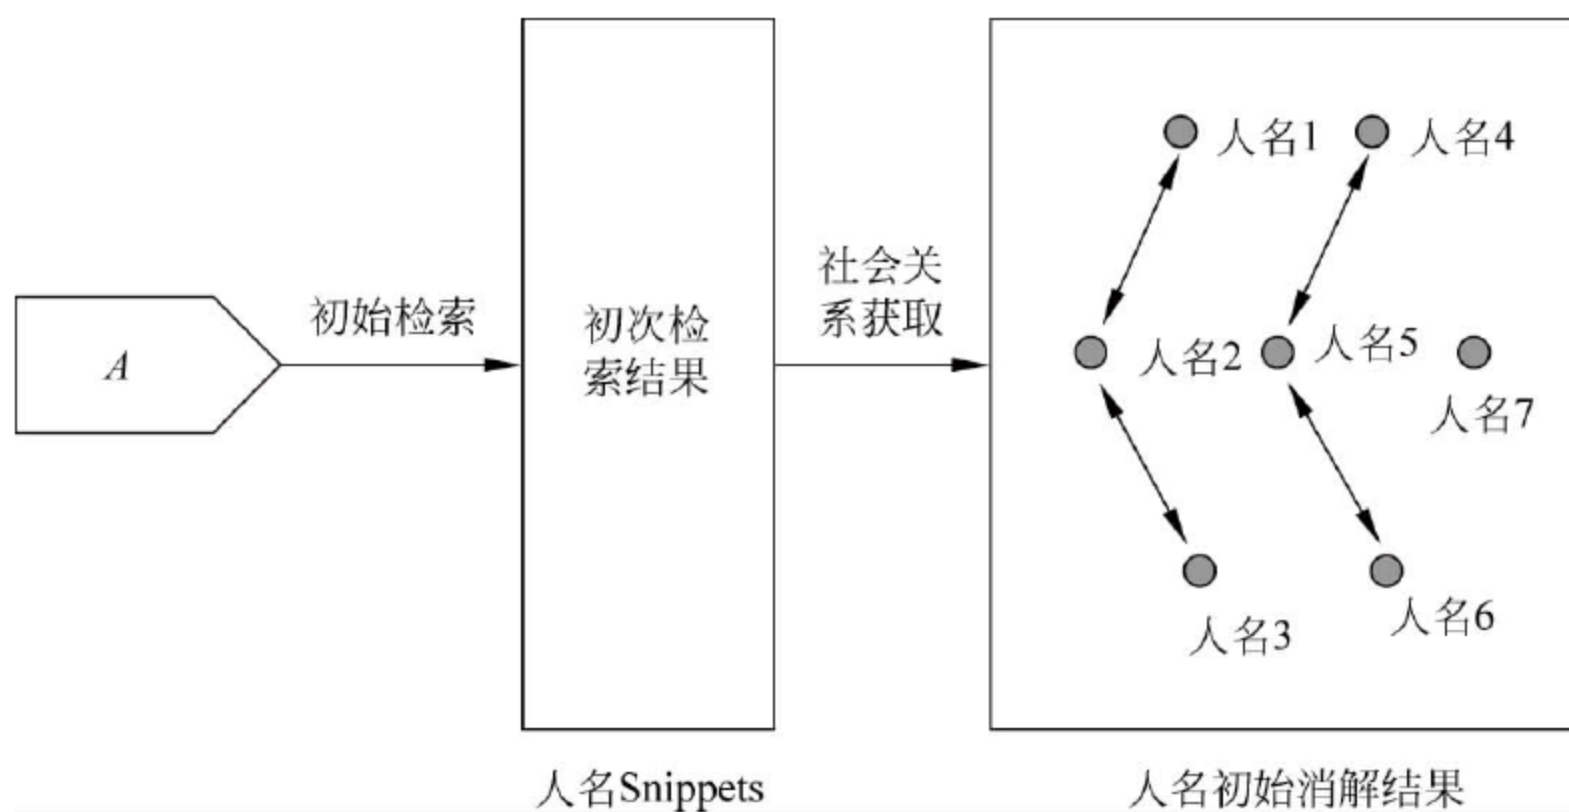 A
初始检索
初次检
索结果
人名Snippets
社会关
系获取
人名1
人名4
人名2
人名5
人名7
人名3
人名6
人名初始消解结果